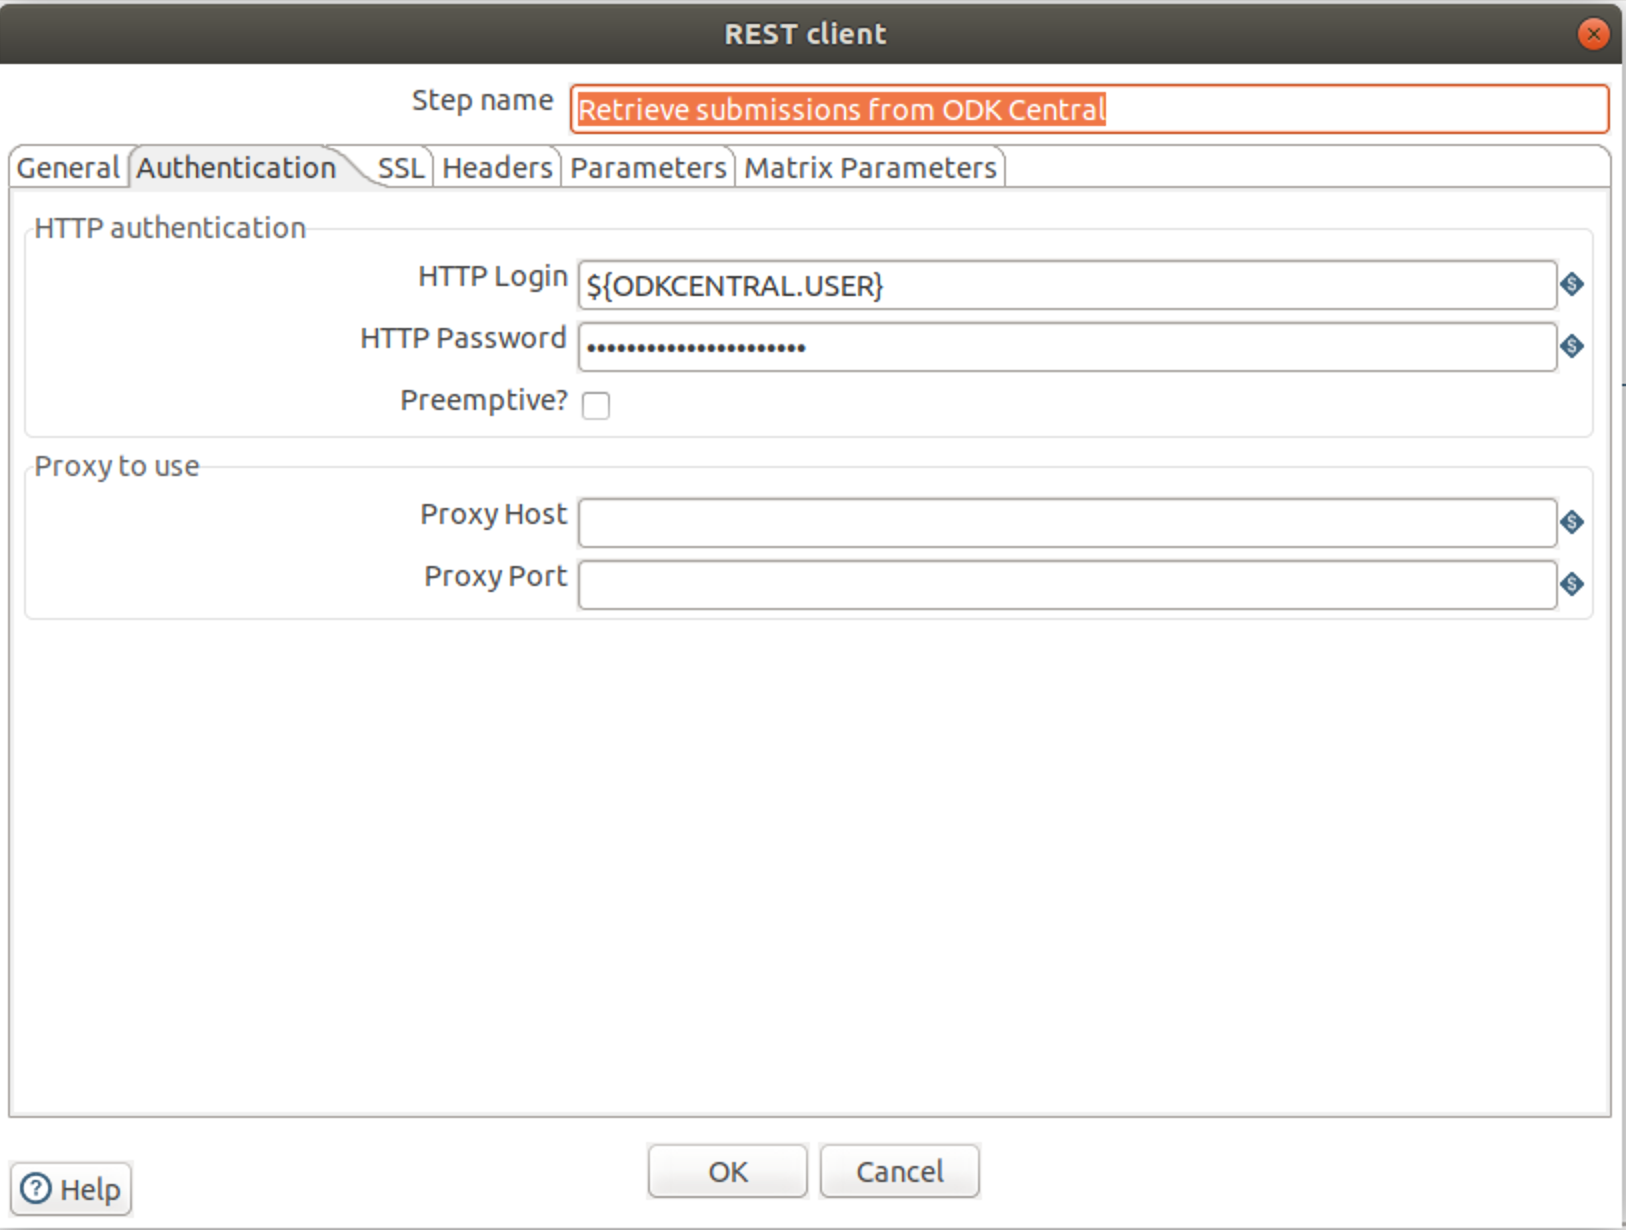 REST client
Step name Retrieve submissions from ODK Central
General Authentication SSL Headers Parameters Matrix Parameters
HTTP authentication
HTTP Login ${ODKCENTRAL.USER}
HTTP Password ••••••••••••••••••••••
Preemptive?
Proxy to use
Proxy Host
Proxy Port
Help OK Cancel